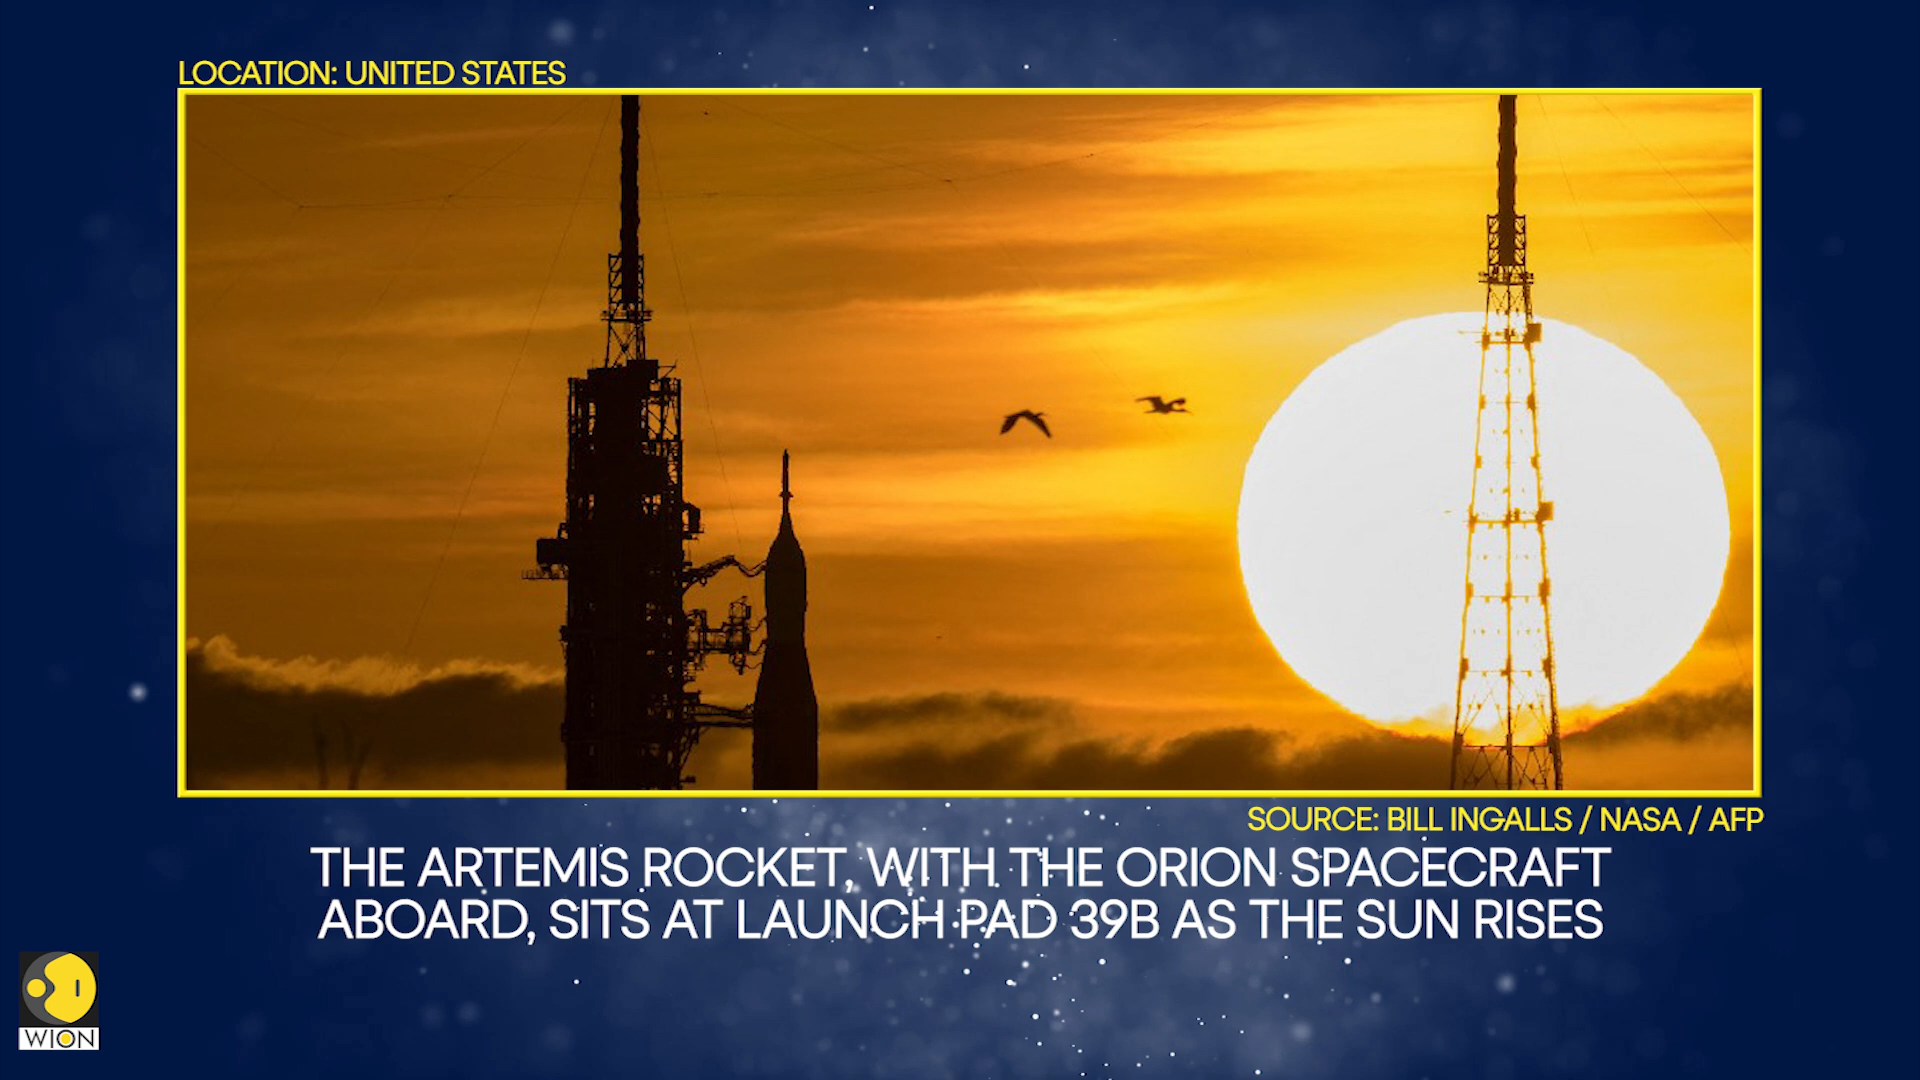 LOCATION: UNITED STATES
SOURCE: BILL INGALLS / NASA / AFP
THE ARTEMIS ROCKET, WITH THE ORION SPACECRAFT
ABOARD, SITS AT LAUNCH PAD 39B AS THE SUN RISES
WION